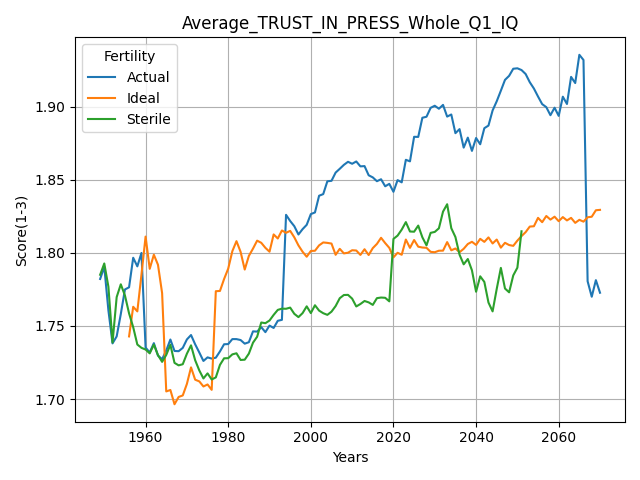 Average_TRUST_IN_PRESS_Whole_Q1_IQ
Fertility
Actual
Ideal
Sterile
Score(1-3)
1.90
1.85
1.80
1.75
1.70
1960
1980
2000
2020
2040
2060
Years